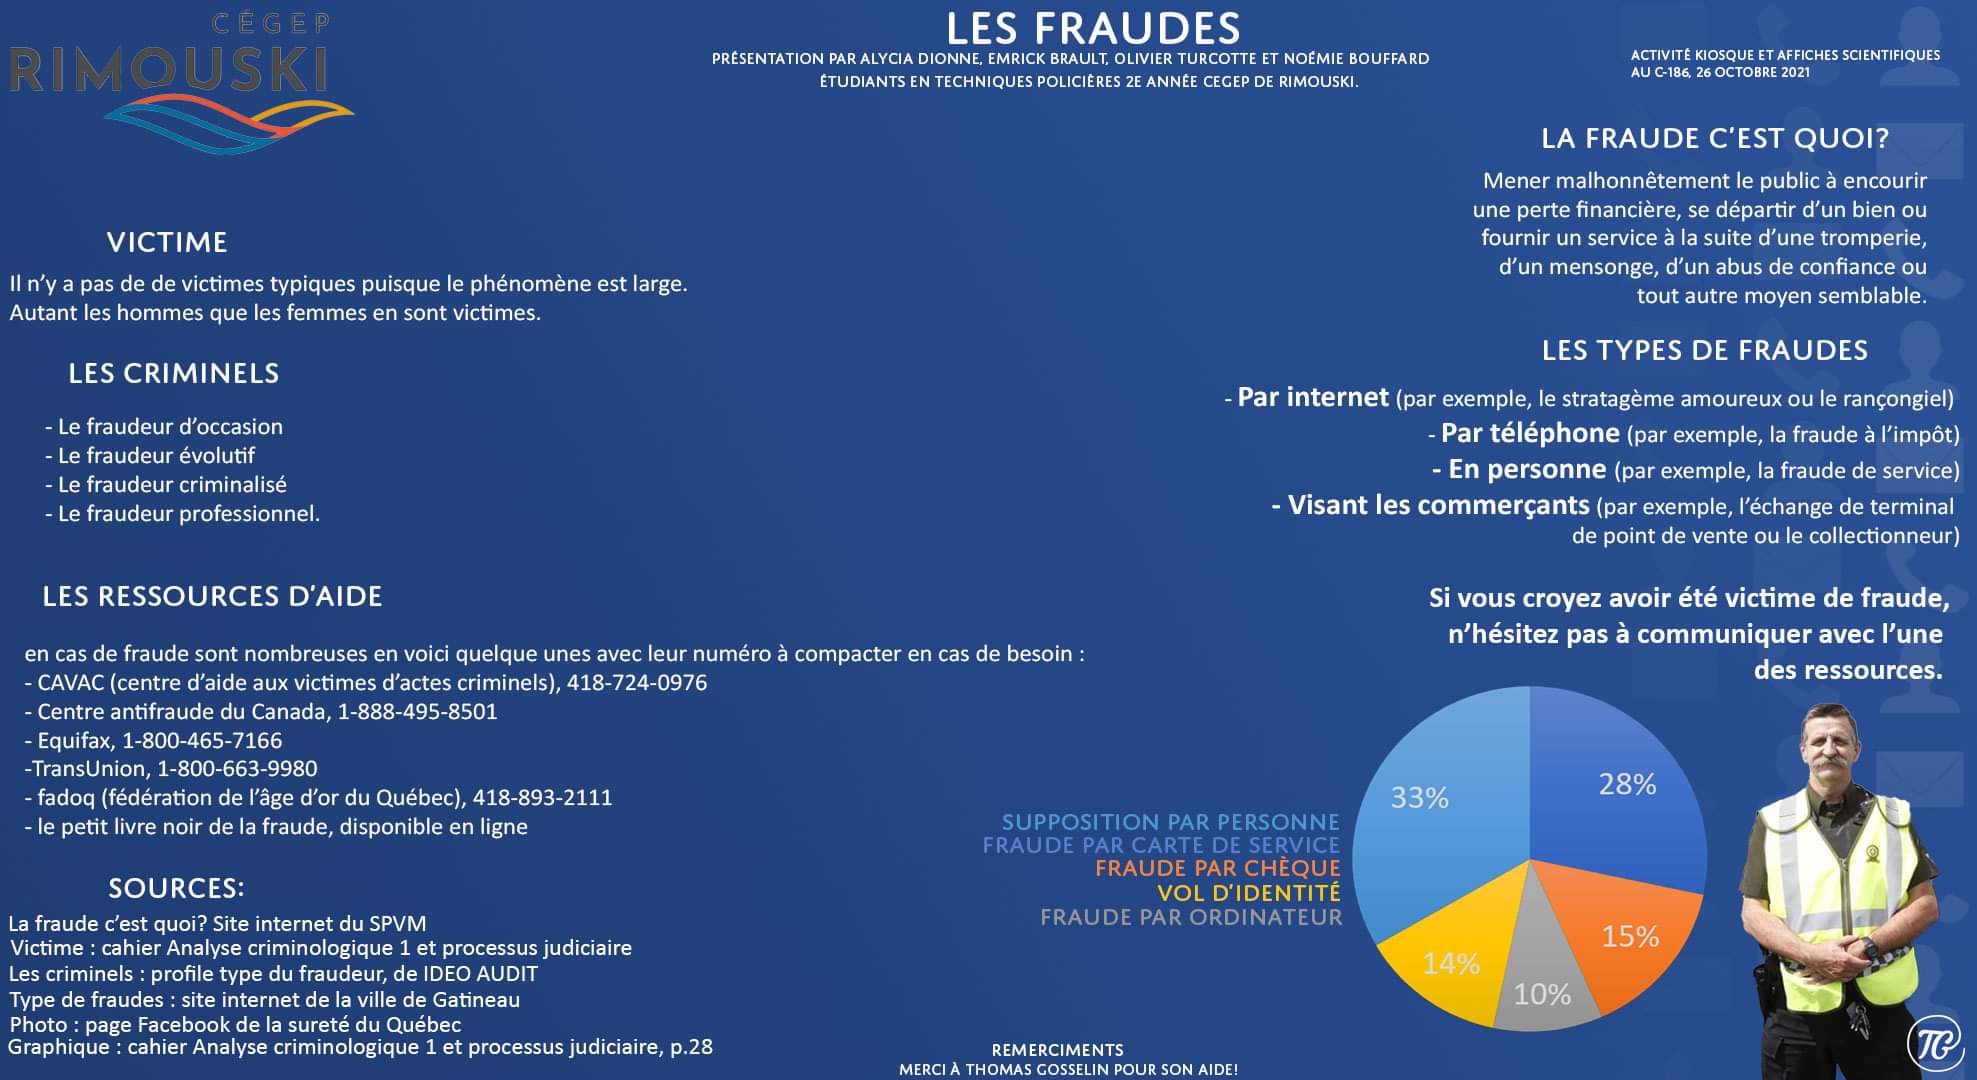 CÉGEP
RIMOUSKI
LES FRAUDES
PRÉSENTATION PAR ALYCIA DIONNE, EMRICK BRAULT, OLIVIER TURCOTTE ET NOÉMIE BOUFFARD
ÉTUDIANTS EN TECHNIQUES POLICIÈRES 2E ANNÉE CEGEP DE RIMOUSKI.
ACTIVITÉ KIOSQUE ET AFFICHES SCIENTIFIQUES
AU C-186, 26 OCTOBRE 2021
VICTIME
Il n'y a pas de de victimes typiques puisque le phénomène est large.
Autant les hommes que les femmes en sont victimes.
LES CRIMINELS
- Le fraudeur d'occasion
- Le fraudeur évolutif
- Le fraudeur criminalisé
- Le fraudeur professionnel.
LES RESSOURCES D'AIDE
en cas de fraude sont nombreuses en voici quelque unes avec leur numéro à compacter en cas de besoin :
- CAVAC (centre d'aide aux victimes d'actes criminels), 418-724-0976
- Centre antifraude du Canada, 1-888-495-8501
- Equifax, 1-800-465-7166
-TransUnion, 1-800-663-9980
- fadoq (fédération de l'âge d'or du Québec), 418-893-2111
- le petit livre noir de la fraude, disponible en ligne
SOURCES:
La fraude c'est quoi? Site internet du SPVM
Victime : cahier Analyse criminologique 1 et processus judiciaire
Les criminels : profile type du fraudeur, de IDEO AUDIT
Type de fraudes : site internet de la ville de Gatineau
Photo : page Facebook de la sureté du Québec
Graphique : cahier Analyse criminologique 1 et processus judiciaire, p.28
LA FRAUDE C'EST QUOI?
Mener malhonnêtement le public à encourir
une perte financière, se départir d'un bien ou
fournir un service à la suite d'une tromperie,
d'un mensonge, d'un abus de confiance ou
tout autre moyen semblable.
LES TYPES DE FRAUDES
- Par internet (par exemple, le stratagème amoureux ou le rançongiel)
- Par téléphone (par exemple, la fraude à l'impôt)
- En personne (par exemple, la fraude de service)
- Visant les commerçants (par exemple, l'échange de terminal
de point de vente ou le collectionneur)
Si vous croyez avoir été victime de fraude,
n'hésitez pas à communiquer avec l'une
des ressources.
SUPPOSITION PAR PERSONNE
FRAUDE PAR CARTE DE SERVICE
FRAUDE PAR CHÈQUE
VOL D'IDENTITÉ
FRAUDE PAR ORDINATEUR
33%
28%
15%
14%
10%
REMERCIMENTS
MERCI À THOMAS GOSSELIN POUR SON AIDE!
TG